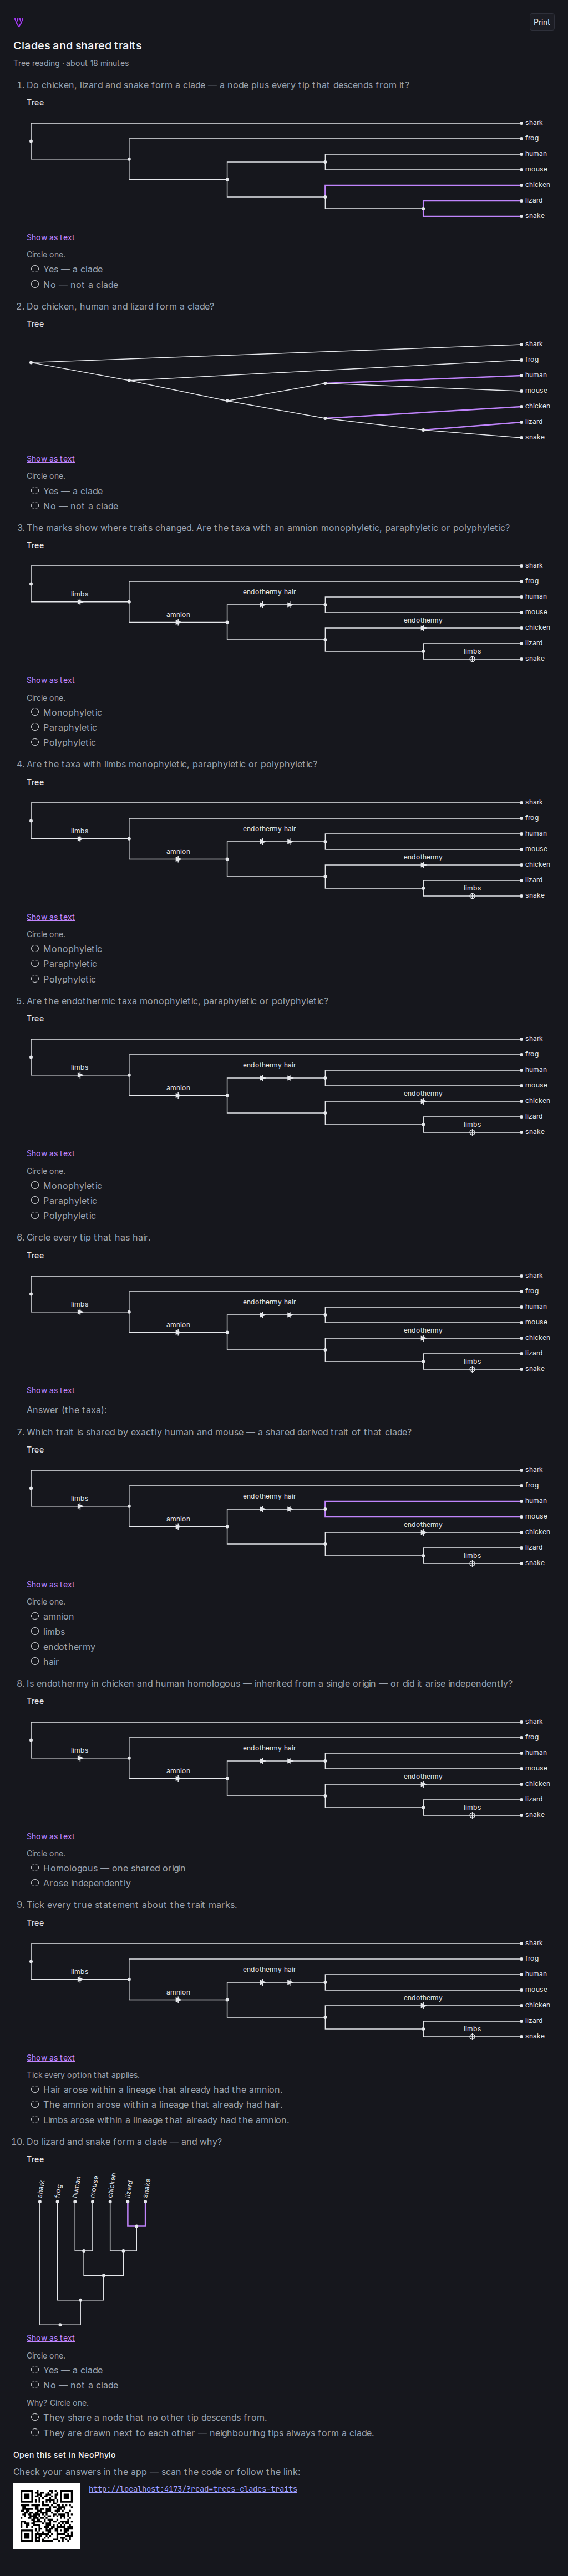 Print
Clades and shared traits
Tree reading · about 18 minutes
1. Do chicken, lizard and snake form a clade — a node plus every tip that descends from it?
Tree
shark
frog
human
mouse
chicken
lizard
snake
Show as text
Circle one.
Yes — a clade
No — not a clade
2. Do chicken, human and lizard form a clade?
Tree
shark
frog
human
mouse
chicken
lizard
snake
Show as text
Circle one.
Yes — a clade
No — not a clade
3. The marks show where traits changed. Are the taxa with an amnion monophyletic, paraphyletic or polyphyletic?
Tree
shark
frog
endothermy hair
limbs
human
mouse
amnion
endothermy
chicken
lizard
limbs
snake
Show as text
Circle one.
Monophyletic
Paraphyletic
Polyphyletic
4. Are the taxa with limbs monophyletic, paraphyletic or polyphyletic?
Tree
shark
frog
endothermy hair
limbs
human
mouse
amnion
endothermy
chicken
lizard
limbs
snake
Show as text
Circle one.
Monophyletic
Paraphyletic
Polyphyletic
5. Are the endothermic taxa monophyletic, paraphyletic or polyphyletic?
Tree
shark
frog
endothermy hair
limbs
human
mouse
amnion
endothermy
chicken
lizard
limbs
snake
Show as text
Circle one.
Monophyletic
Paraphyletic
Polyphyletic
6. Circle every tip that has hair.
Tree
shark
frog
endothermy hair
limbs
human
mouse
amnion
endothermy
chicken
lizard
limbs
snake
Show as text
Answer (the taxa): ____________________
7. Which trait is shared by exactly human and mouse — a shared derived trait of that clade?
Tree
shark
frog
endothermy hair
limbs
human
mouse
amnion
endothermy
chicken
lizard
limbs
snake
Show as text
Circle one.
amnion
limbs
endothermy
hair
8. Is endothermy in chicken and human homologous — inherited from a single origin — or did it arise independently?
Tree
shark
frog
endothermy hair
limbs
human
mouse
amnion
endothermy
chicken
lizard
limbs
snake
Show as text
Circle one.
Homologous — one shared origin
Arose independently
9. Tick every true statement about the trait marks.
Tree
shark
frog
endothermy hair
limbs
human
mouse
amnion
endothermy
chicken
lizard
limbs
snake
Show as text
Tick every option that applies.
Hair arose within a lineage that already had the amnion.
The amnion arose within a lineage that already had hair.
Limbs arose within a lineage that already had the amnion.
10. Do lizard and snake form a clade — and why?
Tree
shark
frog
human
mouse
chicken
lizard
snake
Show as text
Circle one.
Yes — a clade
No — not a clade
Why? Circle one.
They share a node that no other tip descends from.
They are drawn next to each other — neighbouring tips always form a clade.
Open this set in NeoPhylo
Check your answers in the app — scan the code or follow the link:
http://localhost:4173/?read=trees-clades-traits